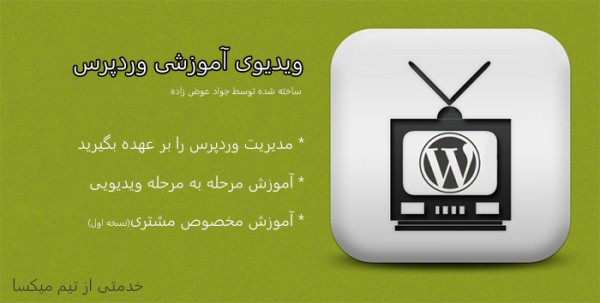 ویدیوی آموزشی وردپرس
ساخته شده توسط جواد عوض زاده
* مدیریت وردپرس را بر عهده بگیرید
* آموزش مرحله به مرحله ویدیویی
* آموزش مخصوص مشتری(نسخه اول)
خدمتی از تیم میکسا
W